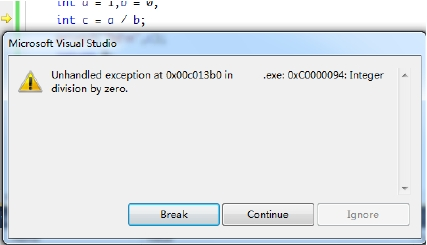 int a = 1,b = 0,
int c = a / b;
Microsoft Visual Studio
Unhandled exception at 0x00c013b0 in .exe: 0xC0000094: Integer
division by zero.
Break
Continue
Ignore